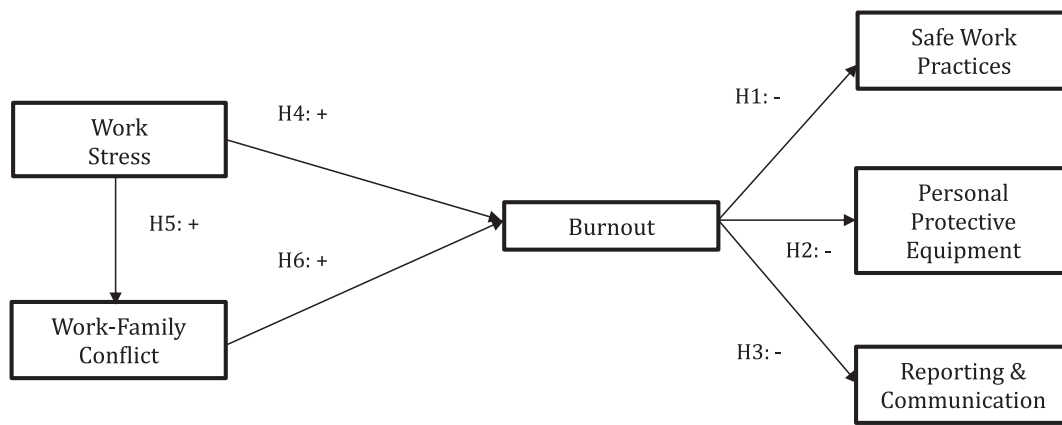 Safe Work
Practices
H1: -
Work
Stress
H4: +
H5: +
Burnout
Personal
Protective
Equipment
H2: -
H6: +
Work-Family
Conflict
H3: -
Reporting &
Communication